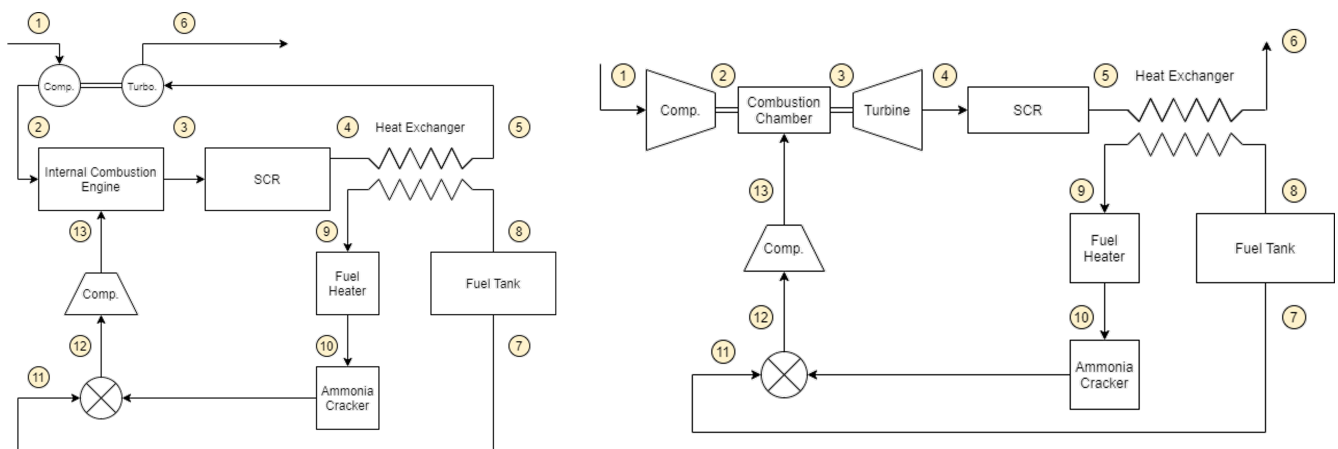 1
6
Comp.
Turbo.
2
3
4
Heat Exchanger
5
Internal Combustion
Engine
SCR
13
9
8
Comp.
Fuel
Heater
Fuel Tank
12
10
7
11
Ammonia
Cracker
6
1
2
3
4
5
Heat Exchanger
Comp.
Combustion
Chamber
Turbine
SCR
13
9
8
Comp.
Fuel
Heater
Fuel Tank
12
10
7
11
Ammonia
Cracker